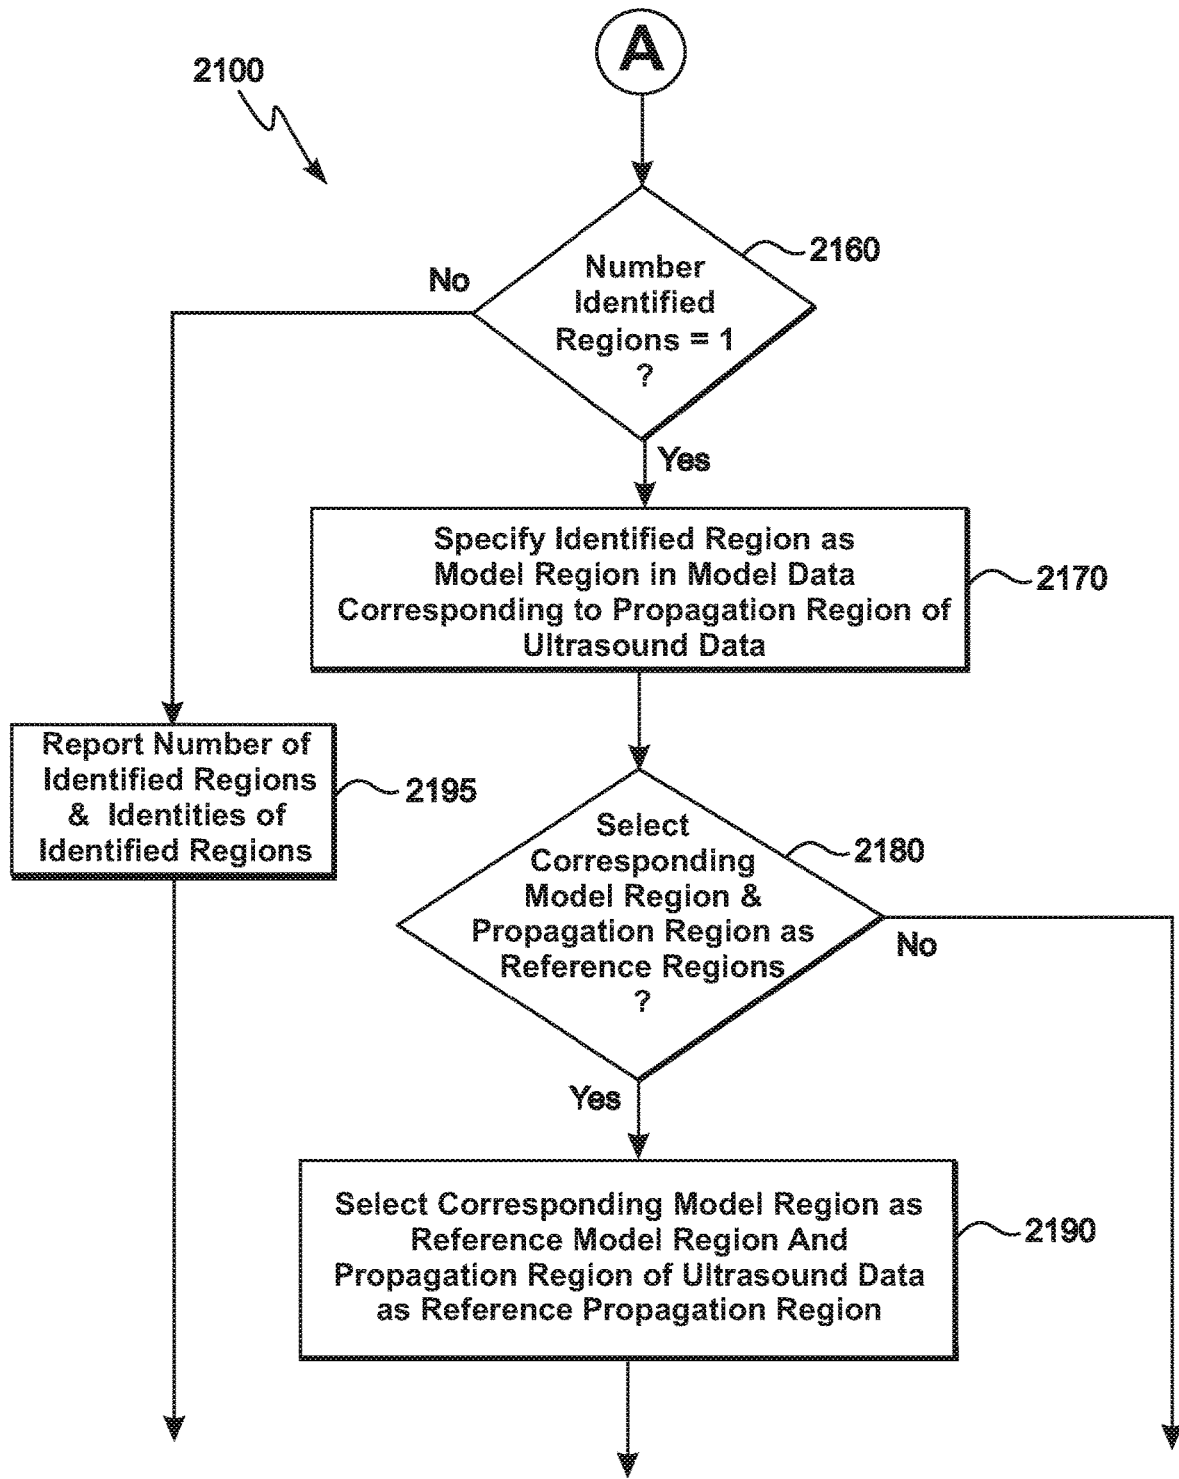 A
2100
2160
Number
Identified
Regions = 1
?
No
Yes
Specify Identified Region as
Model Region in Model Data
Corresponding to Propagation Region of
Ultrasound Data
2170
Report Number of
Identified Regions
& Identities of
Identified Regions
2195
Select
Corresponding
Model Region &
Propagation Region as
Reference Regions
?
2180
No
Yes
Select Corresponding Model Region as
Reference Model Region And
Propagation Region of Ultrasound Data
as Reference Propagation Region
2190